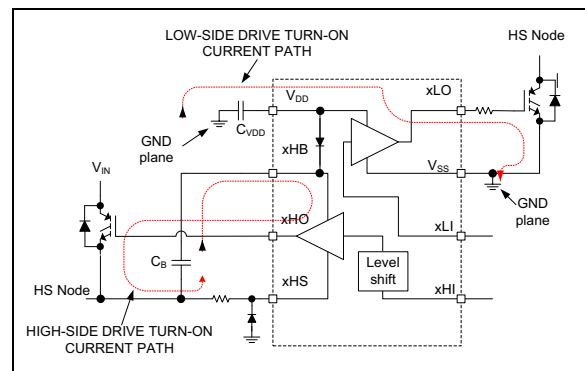 LOW-SIDE DRIVE TURN-ON
CURRENT PATH
HS Node
VDD
xLO
CVDD
GND
plane
xHB
VSS
VIN
GND
plane
xHO
xLI
CB
Level
shift
xHS
xHI
HS Node
HIGH-SIDE DRIVE TURN-ON
CURRENT PATH